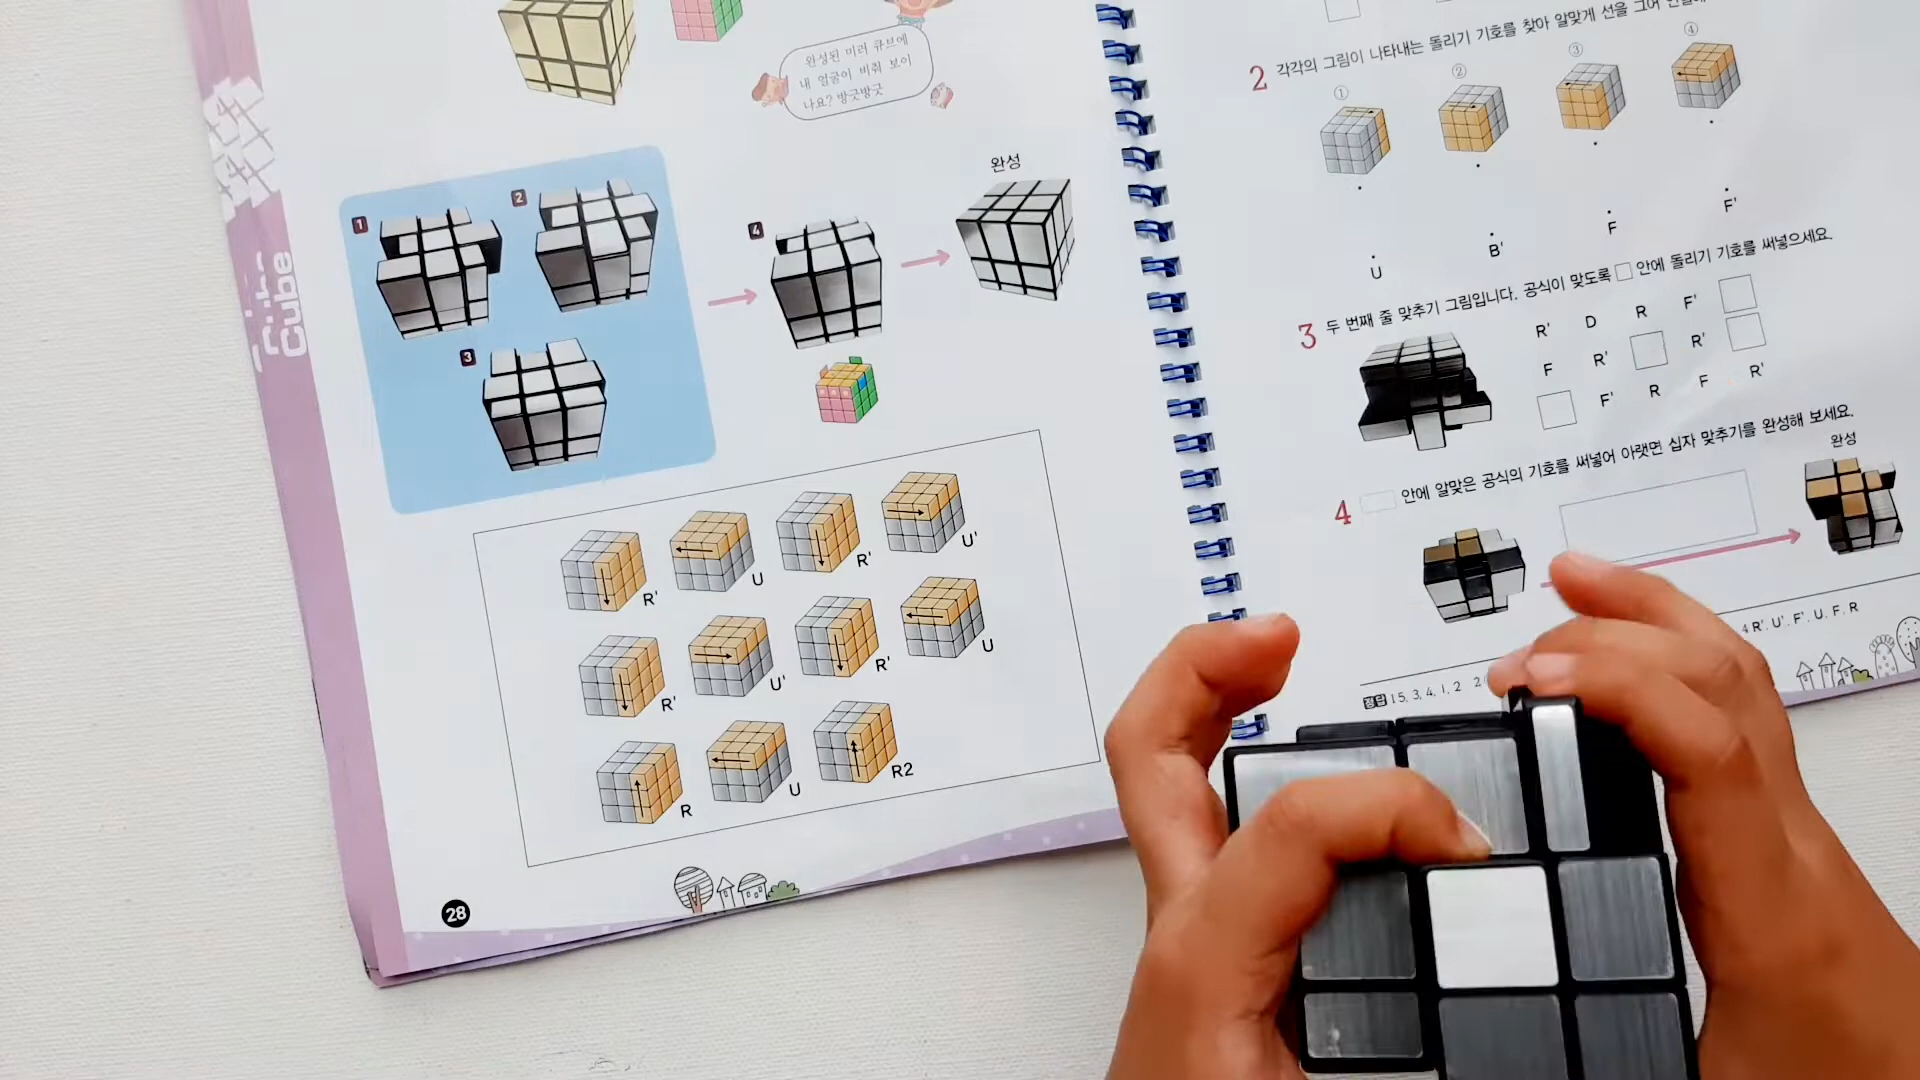 Cube
완성된 미러 큐브에
내 얼굴이 비춰 보이
나요? 방긋방긋
1
2
3
4
완성
R'
U
R'
U'
R'
U'
R'
U
R
U
R2
28
2 각각의 그림이 나타내는 돌리기 기호를 찾아 알맞게 선을 그어
① ② ③ ④
U B' F F'
3 두 번째 줄 맞추기 그림입니다. 공식이 맞도록 □ 안에 돌리기 기호를 써넣으세요.
R' D R F' □
F R' □ R' □
□ F' R F R'
4 □ 안에 알맞은 공식의 기호를 써넣어 아랫면 십자 맞추기를 완성해 보세요.
완성
정답 1 5, 3, 4, 1, 2 2
4 R', U', F', U, F, R